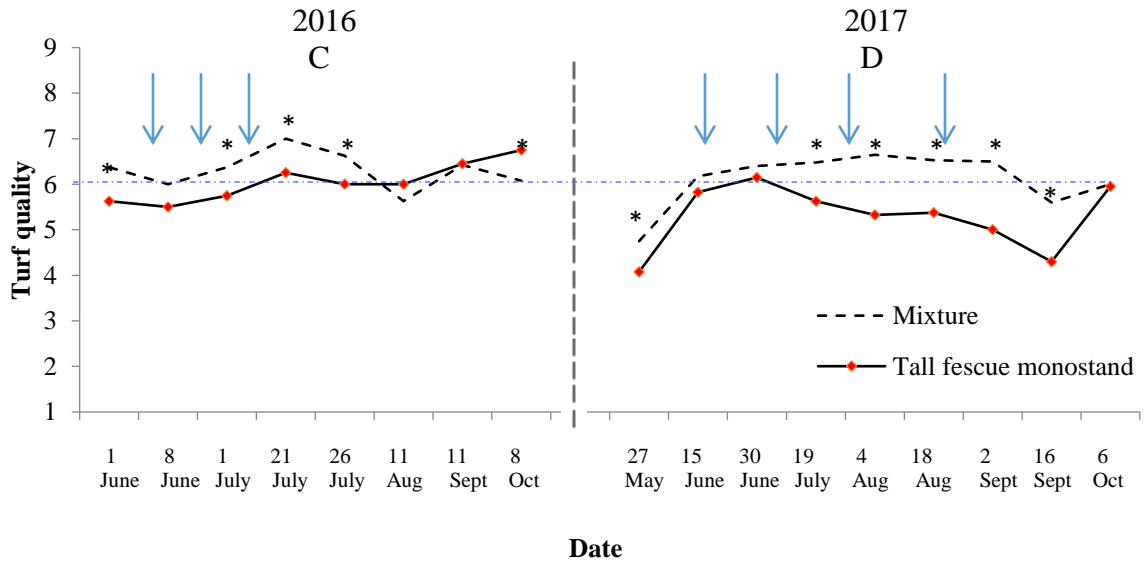 2016
2017
C
D
Turf quality
9
8
7
6
5
4
3
2
1
* * * * * *
* * * * * *
Mixture
Tall fescue monostand
1 8 1 21 26 11 11 8
June June July July July Aug Sept Oct
27 15 30 19 4 18 2 16 6
May June June July Aug Aug Sept Sept Oct
Date